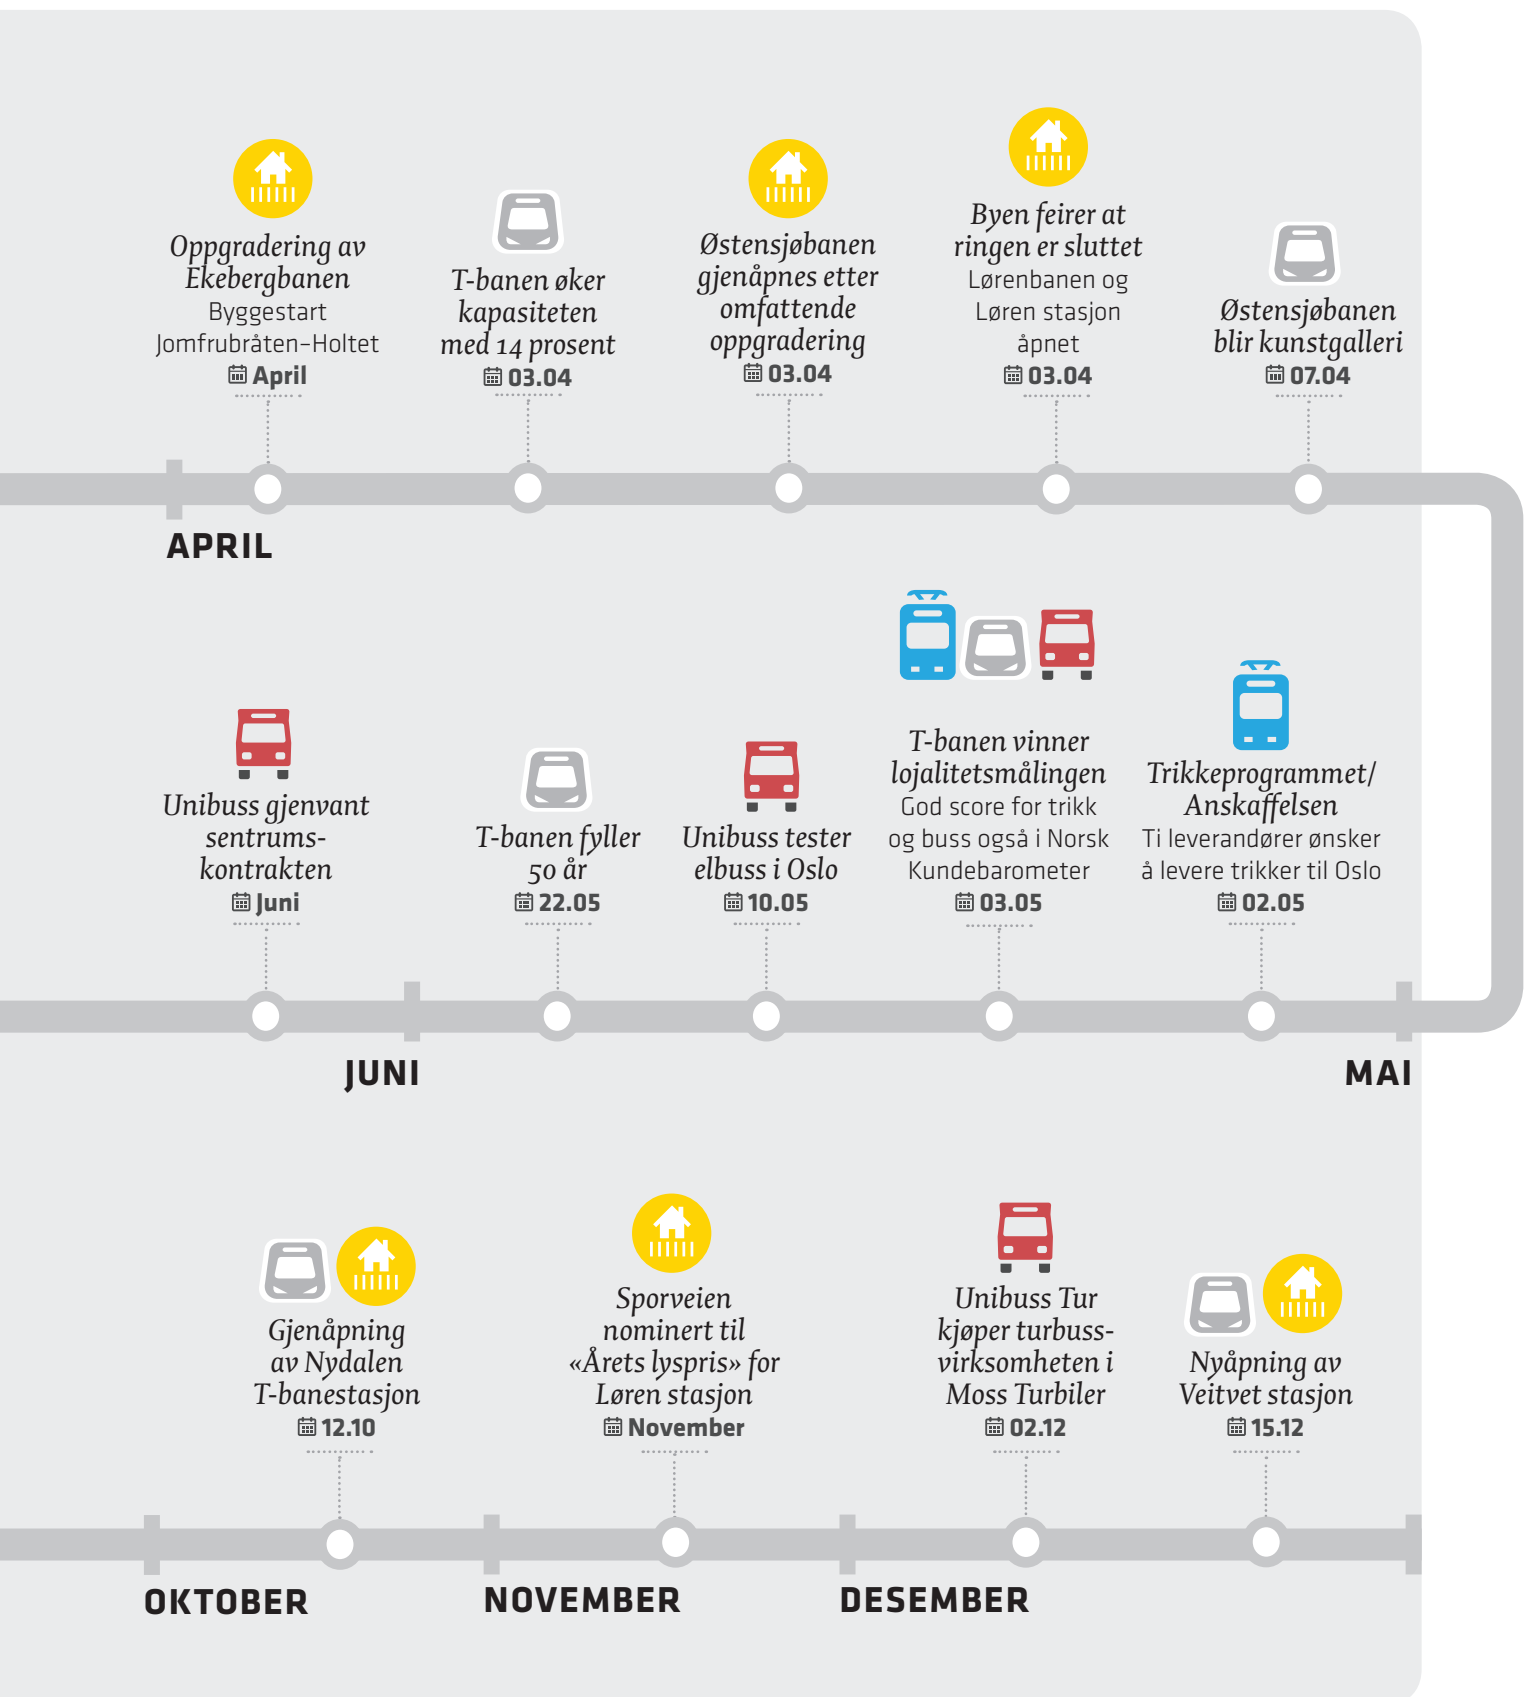 Oppgradering av
Ekebergbanen
Byggestart
Jomfrubråten–Holtet
April
T-banen øker
kapasiteten
med 14 prosent
03.04
Østensjøbanen
gjenåpnes etter
omfattende
oppgradering
03.04
Byen feirer at
ringen er sluttet
Lørenbanen og
Løren stasjon
åpnet
03.04
Østensjøbanen
blir kunstgalleri
07.04
APRIL
Unibuss gjenvant
sentrums-
kontrakten
Juni
T-banen fyller
50 år
22.05
Unibuss tester
elbuss i Oslo
10.05
T-banen vinner
lojalitetsmålingen
God score for trikk
og buss også i Norsk
Kundebarometer
03.05
Trikkeprogrammet/
Anskaffelsen
Ti leverandører ønsker
å levere trikker til Oslo
02.05
JUNI
MAI
Gjenåpning
av Nydalen
T-banestasjon
12.10
Sporveien
nominert til
«Årets lyspris» for
Løren stasjon
November
Unibuss Tur
kjøper turbuss-
virksomheten i
Moss Turbiler
02.12
Nyåpning av
Veitvet stasjon
15.12
OKTOBER
NOVEMBER
DESEMBER